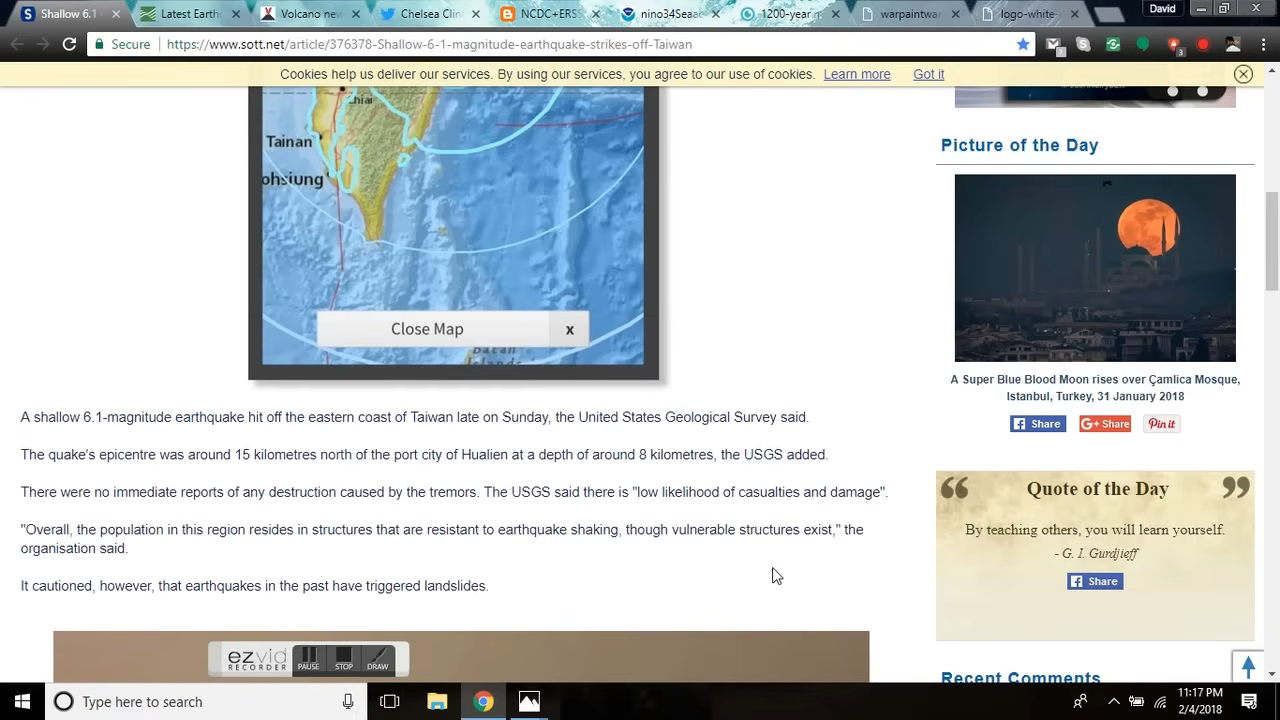 Shallow 6.1
Latest Earth
Volcano new
Chelsea Clin
NCDC+ERS
nino34Seaa
1200-year
warpaintw
logo-white-
David
Secure
https://www.sott.net/article/376378-Shallow-6-1-magnitude-earthquake-strikes-off-Taiwan
Cookies help us deliver our services. By using our services, you agree to our use of cookies. Learn more Got it
Chiai
Tainan
ohsiung
Close Map x
Batan
A shallow 6.1-magnitude earthquake hit off the eastern coast of Taiwan late on Sunday, the United States Geological Survey said.
The quake's epicentre was around 15 kilometres north of the port city of Hualien at a depth of around 8 kilometres, the USGS added.
There were no immediate reports of any destruction caused by the tremors. The USGS said there is "low likelihood of casualties and damage".
"Overall, the population in this region resides in structures that are resistant to earthquake shaking, though vulnerable structures exist," the
organisation said.
It cautioned, however, that earthquakes in the past have triggered landslides.
ezvid
RECORDER
PAUSE
STOP
DRAW
Picture of the Day
A Super Blue Blood Moon rises over Çamlica Mosque,
Istanbul, Turkey, 31 January 2018
Share
G+ Share
Pin it
Quote of the Day
By teaching others, you will learn yourself.
- G. I. Gurdjieff
Share
Recent Comments
Type here to search
11:17 PM
2/4/2018